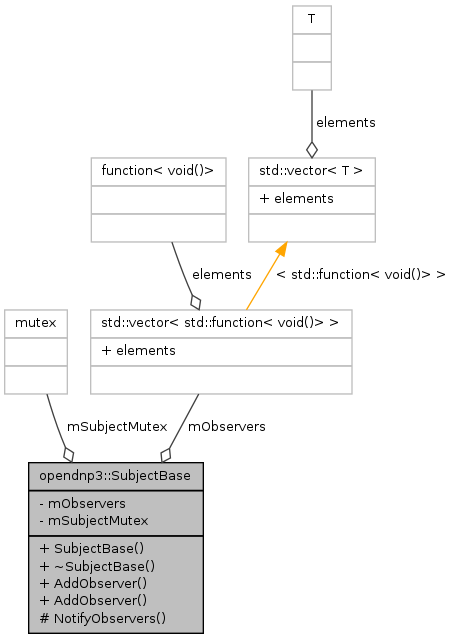 T
elements
function< void()>
std::vector< T >
+ elements
elements
< std::function< void()> >
mutex
std::vector< std::function< void()> >
+ elements
mSubjectMutex
mObservers
opendnp3::SubjectBase
- mObservers
- mSubjectMutex
+ SubjectBase()
+ ~SubjectBase()
+ AddObserver()
+ AddObserver()
# NotifyObservers()